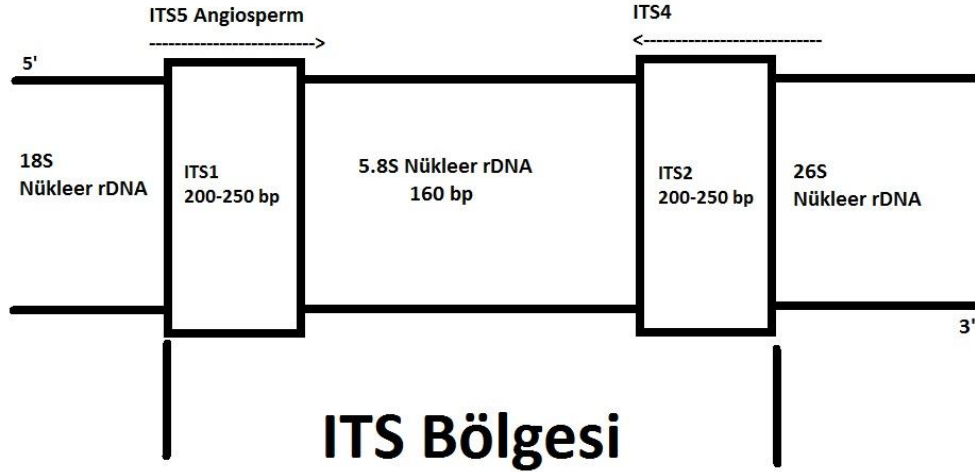 ITS5 Angiosperm
ITS4
---------------------------->
<-----------------------------
5'
18S
Nükleer rDNA
ITS1
200-250 bp
5.8S Nükleer rDNA
160 bp
ITS2
200-250 bp
26S
Nükleer rDNA
3'
ITS Bölgesi